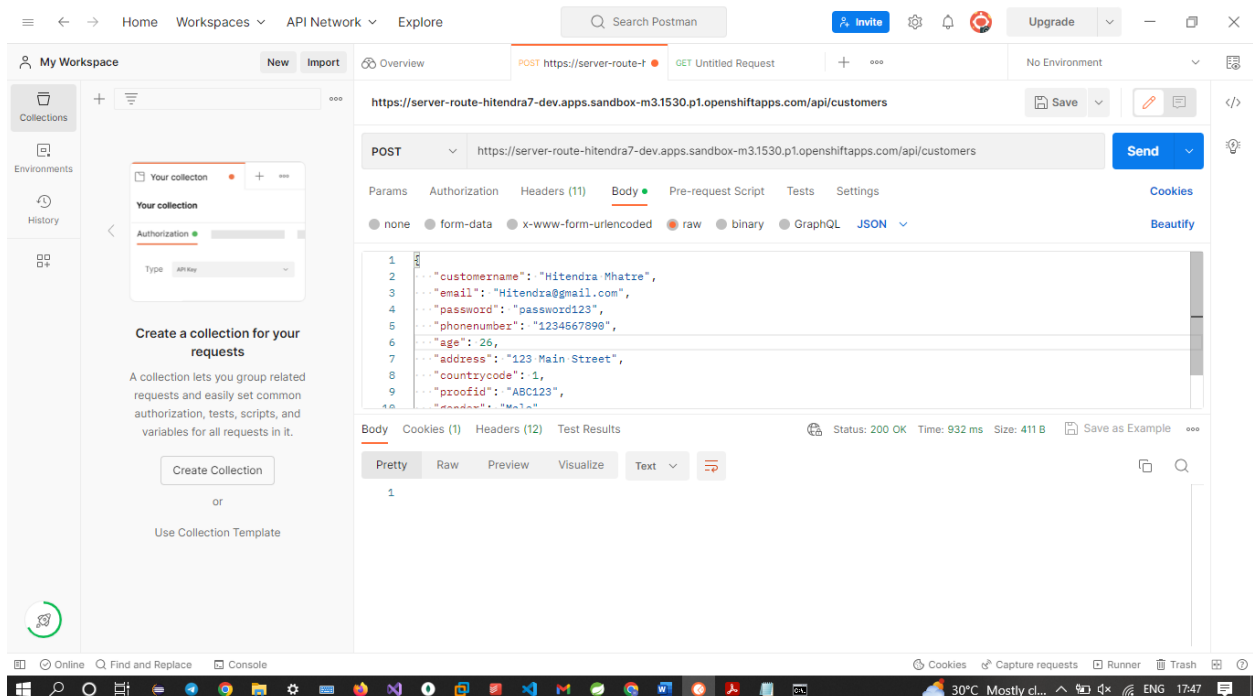 Home Workspaces API Network Explore Search Postman Invite Upgrade
My Workspace New Import Overview POST https://server-route-h GET Untitled Request No Environment
Collections
Environments
History
Your collecton
Your collection
Authorization
Type API Key
Create a collection for your
requests
A collection lets you group related
requests and easily set common
authorization, tests, scripts, and
variables for all requests in it.
Create Collection
or
Use Collection Template
https://server-route-hitendra7-dev.apps.sandbox-m3.1530.p1.openshiftapps.com/api/customers Save
POST https://server-route-hitendra7-dev.apps.sandbox-m3.1530.p1.openshiftapps.com/api/customers Send
Params Authorization Headers (11) Body Pre-request Script Tests Settings Cookies
none form-data x-www-form-urlencoded raw binary GraphQL JSON Beautify
1 {
2 "customername": "Hitendra Mhatre",
3 "email": "Hitendra@gmail.com",
4 "password": "password123",
5 "phonenumber": "1234567890",
6 "age": 26,
7 "address": "123 Main Street",
8 "countrycode": 1,
9 "proofid": "ABC123",
10 "gender": "Male"
Body Cookies (1) Headers (12) Test Results Status: 200 OK Time: 932 ms Size: 411 B Save as Example
Pretty Raw Preview Visualize Text
1
Online Find and Replace Console Cookies Capture requests Runner Trash
30°C Mostly cl... ENG 17:47